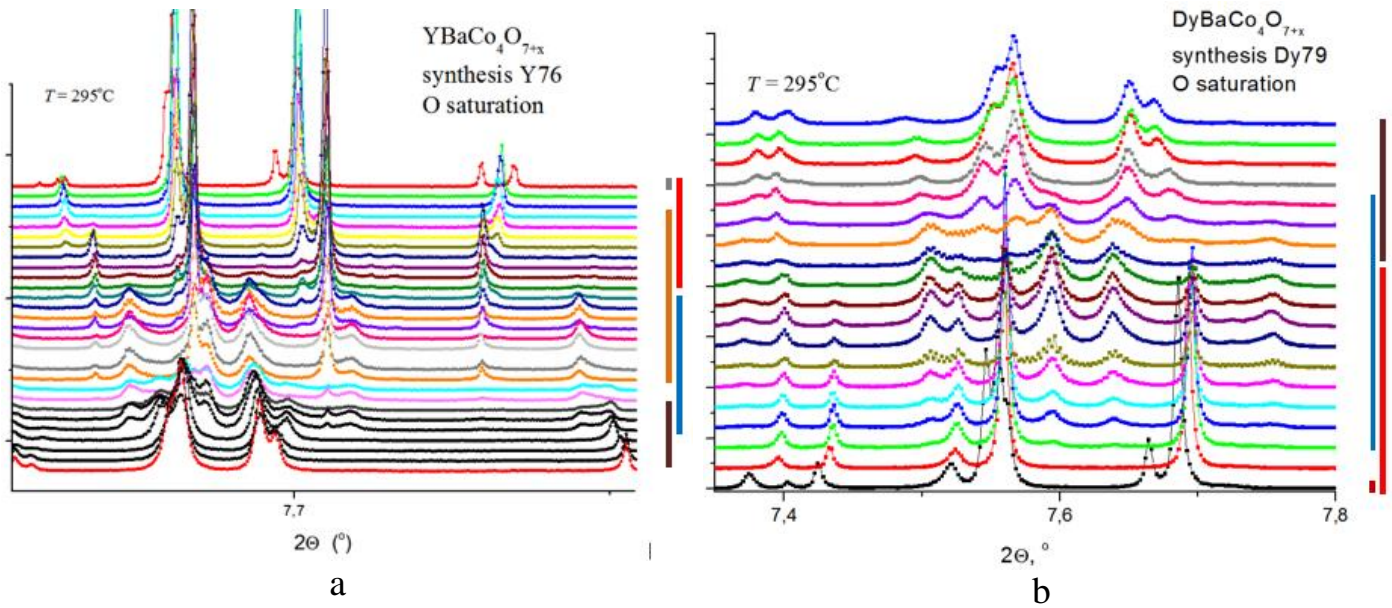 YBaCo₄O₇₊ₓ
synthesis Y76
O saturation
T = 295°C
7,7
2Θ (°)
a
DyBaCo₄O₇₊ₓ
synthesis Dy79
O saturation
T = 295°C
7,4 7,6 7,8
2Θ, °
b